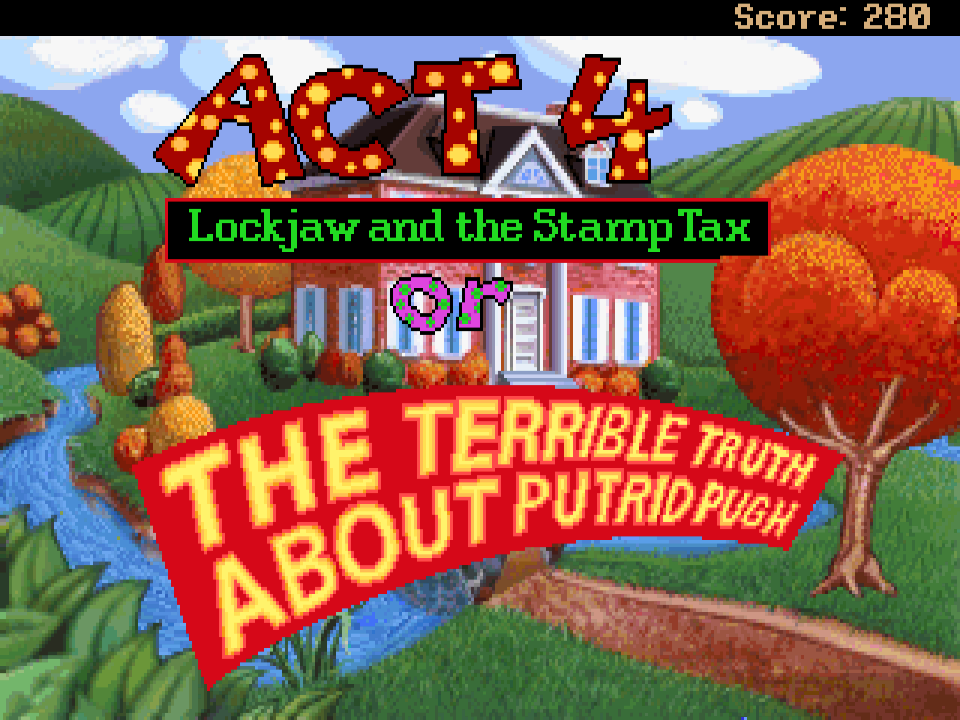 Score: 280
ACT 4
Lockjaw and the Stamp Tax
or
THE TERRIBLE TRUTH
ABOUT PUTRID PUGH